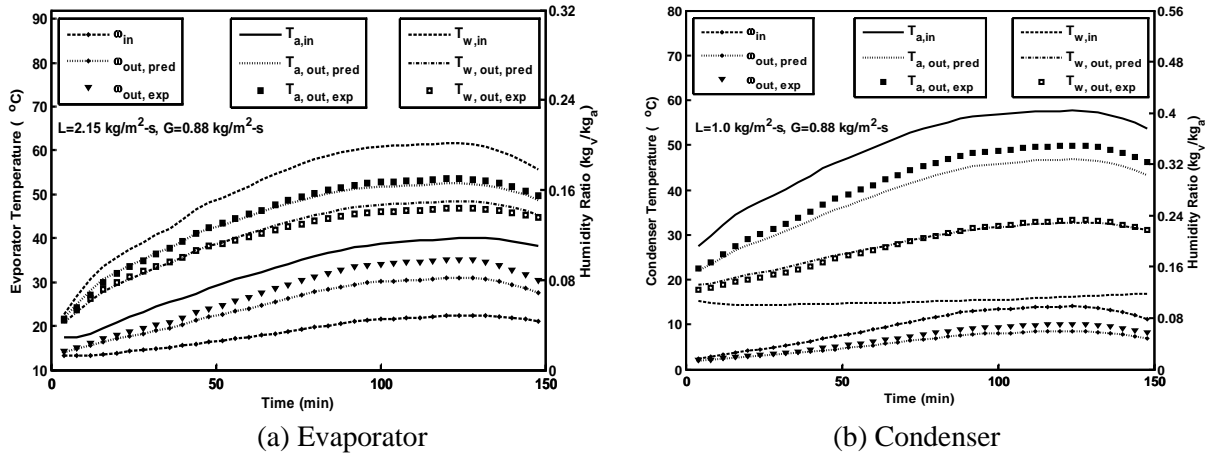 ω_in
ω_out, pred
ω_out, exp
T_a,in
T_a, out, pred
T_a, out, exp
T_w,in
T_w, out, pred
T_w, out, exp
L=2.15 kg/m²-s, G=0.88 kg/m²-s
Evaporator Temperature ( °C)
90
80
70
60
50
40
30
20
10
Humidity Ratio (kg_v/kg_a)
0.32
0.24
0.16
0.08
0
0
50
100
150
Time (min)
(a) Evaporator
ω_in
ω_out, pred
ω_out, exp
T_a,in
T_a, out, pred
T_a, out, exp
T_w,in
T_w, out, pred
T_w, out, exp
L=1.0 kg/m²-s, G=0.88 kg/m²-s
Condenser Temperature (°C)
80
70
60
50
40
30
20
10
0
Humidity Ratio (kg_v/kg_a)
0.56
0.48
0.4
0.32
0.24
0.16
0.08
0
0
50
100
150
Time (min)
(b) Condenser